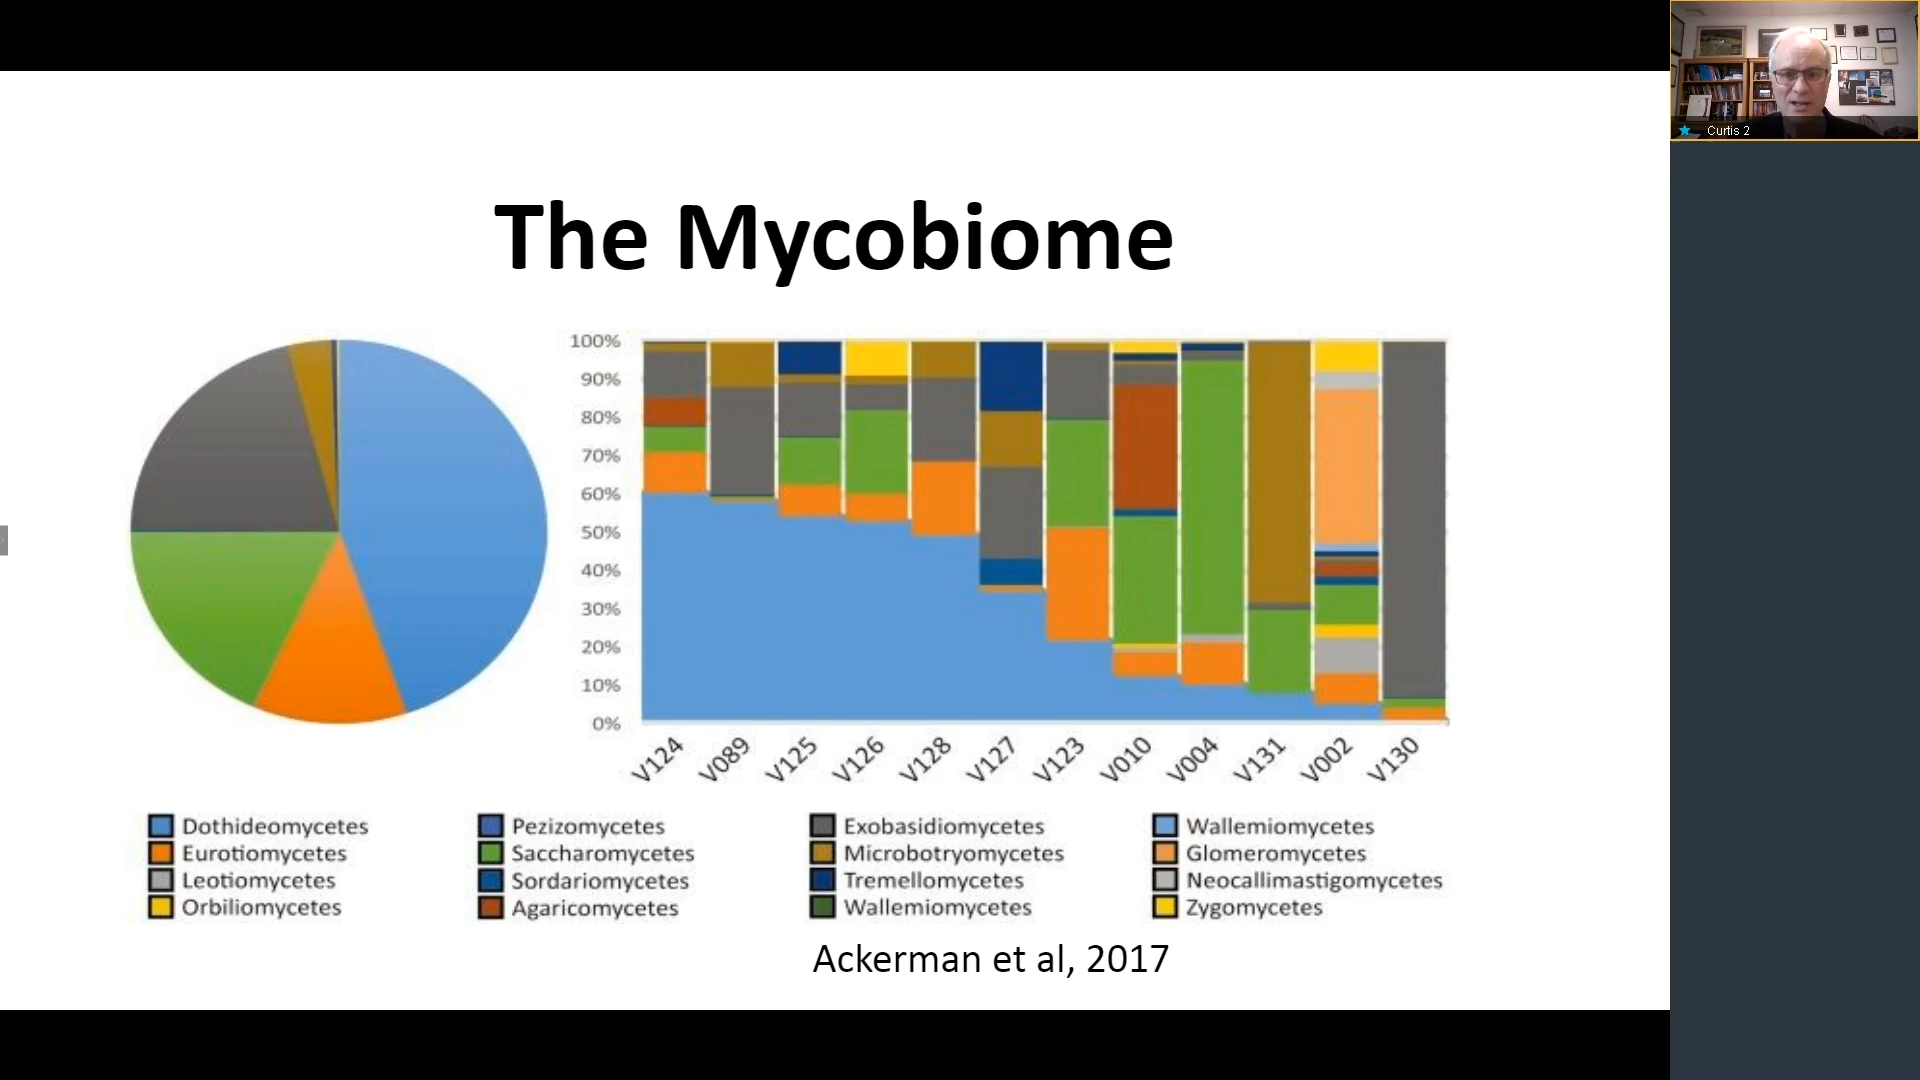 Curtis 2
The Mycobiome
100%
90%
80%
70%
60%
50%
40%
30%
20%
10%
0%
V124 V089 V125 V126 V128 V127 V123 V010 V004 V131 V002 V130
Dothideomycetes Pezizomycetes Exobasidiomycetes Wallemiomycetes
Eurotiomycetes Saccharomycetes Microbotryomycetes Glomeromycetes
Leotiomycetes Sordariomycetes Tremellomycetes Neocallimastigomycetes
Orbiliomycetes Agaricomycetes Wallemiomycetes Zygomycetes
Ackerman et al, 2017